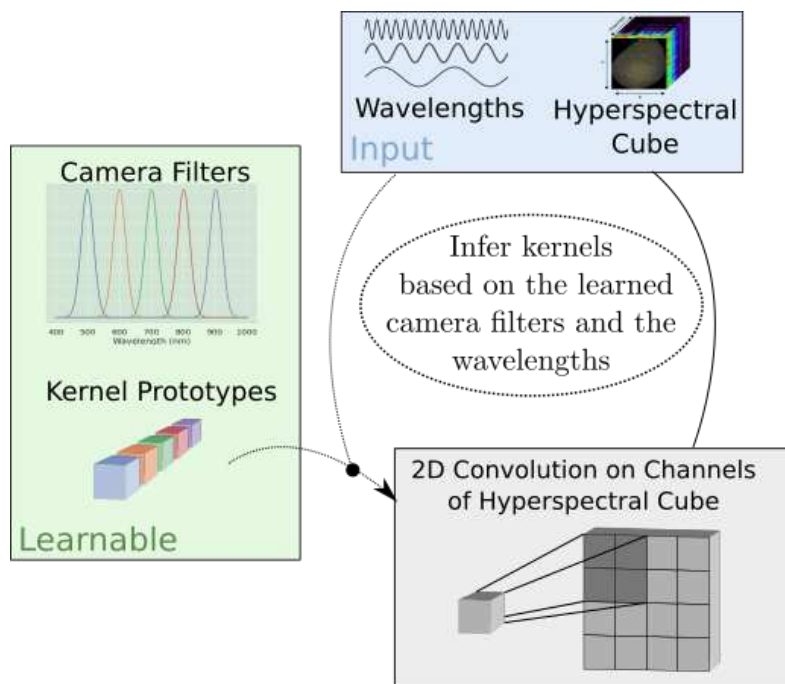 Wavelengths
Hyperspectral
Cube
Input
Camera Filters
400 500 600 700 800 900 1000
Wavelength (nm)
Kernel Prototypes
Learnable
Infer kernels
based on the learned
camera filters and the
wavelengths
2D Convolution on Channels
of Hyperspectral Cube